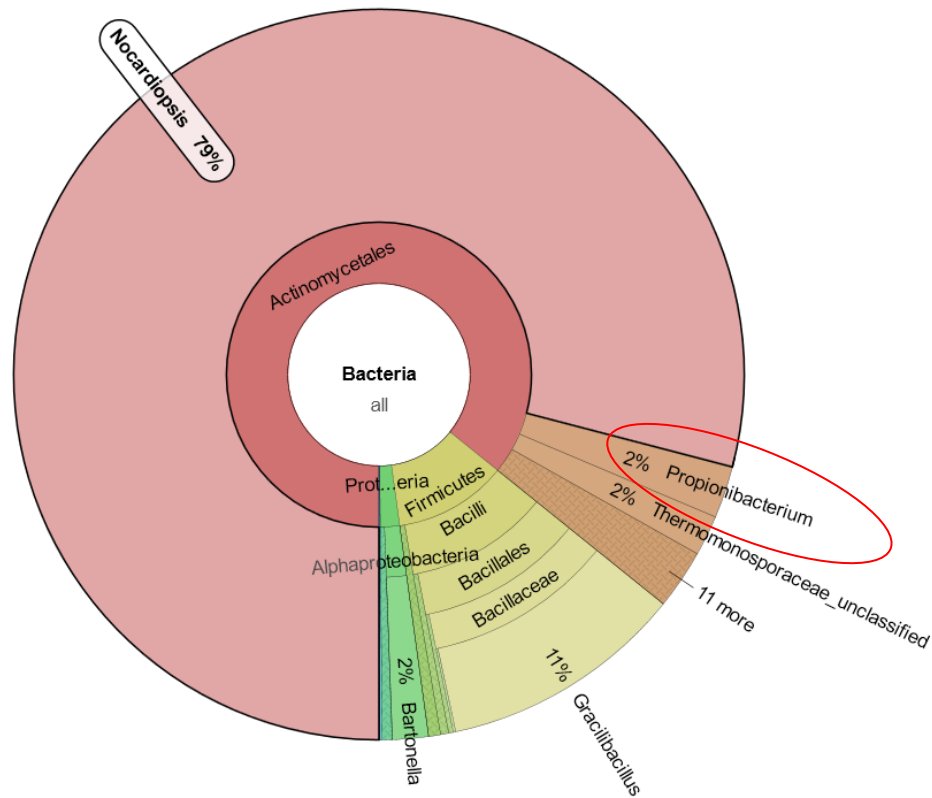 Nocardiopsis 79%
Actinomycetales
Bacteria
all
2% Propionibacterium
2% Thermomonosporaceae_unclassified
11 more
Prot...eria
Firmicutes
Bacilli
Alphaproteobacteria
Bacillales
Bacillaceae
11% Gracilibacillus
2% Bartonella